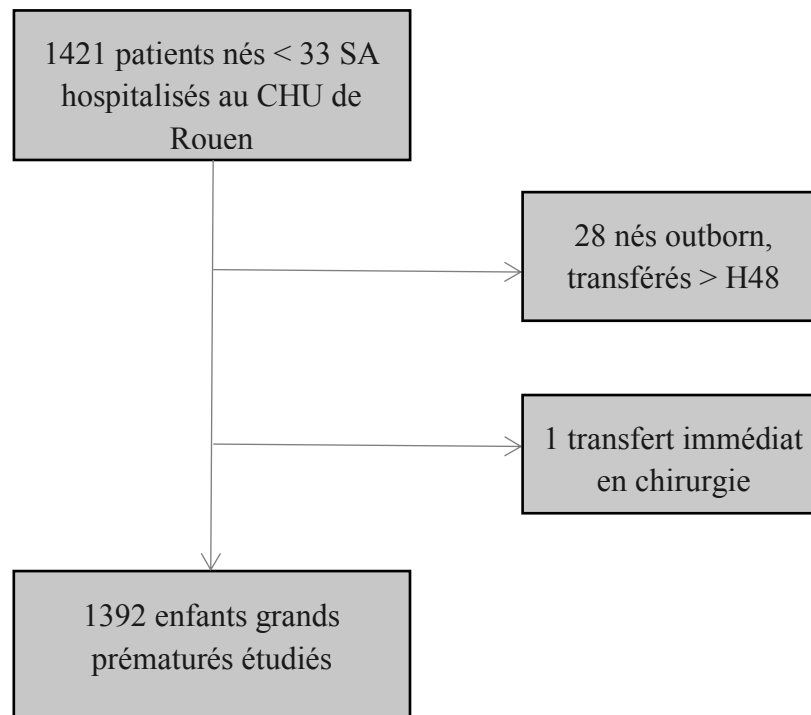 1421 patients nés < 33 SA
hospitalisés au CHU de
Rouen
28 nés outborn,
transférés > H48
1 transfert immédiat
en chirurgie
1392 enfants grands
prématurés étudiés